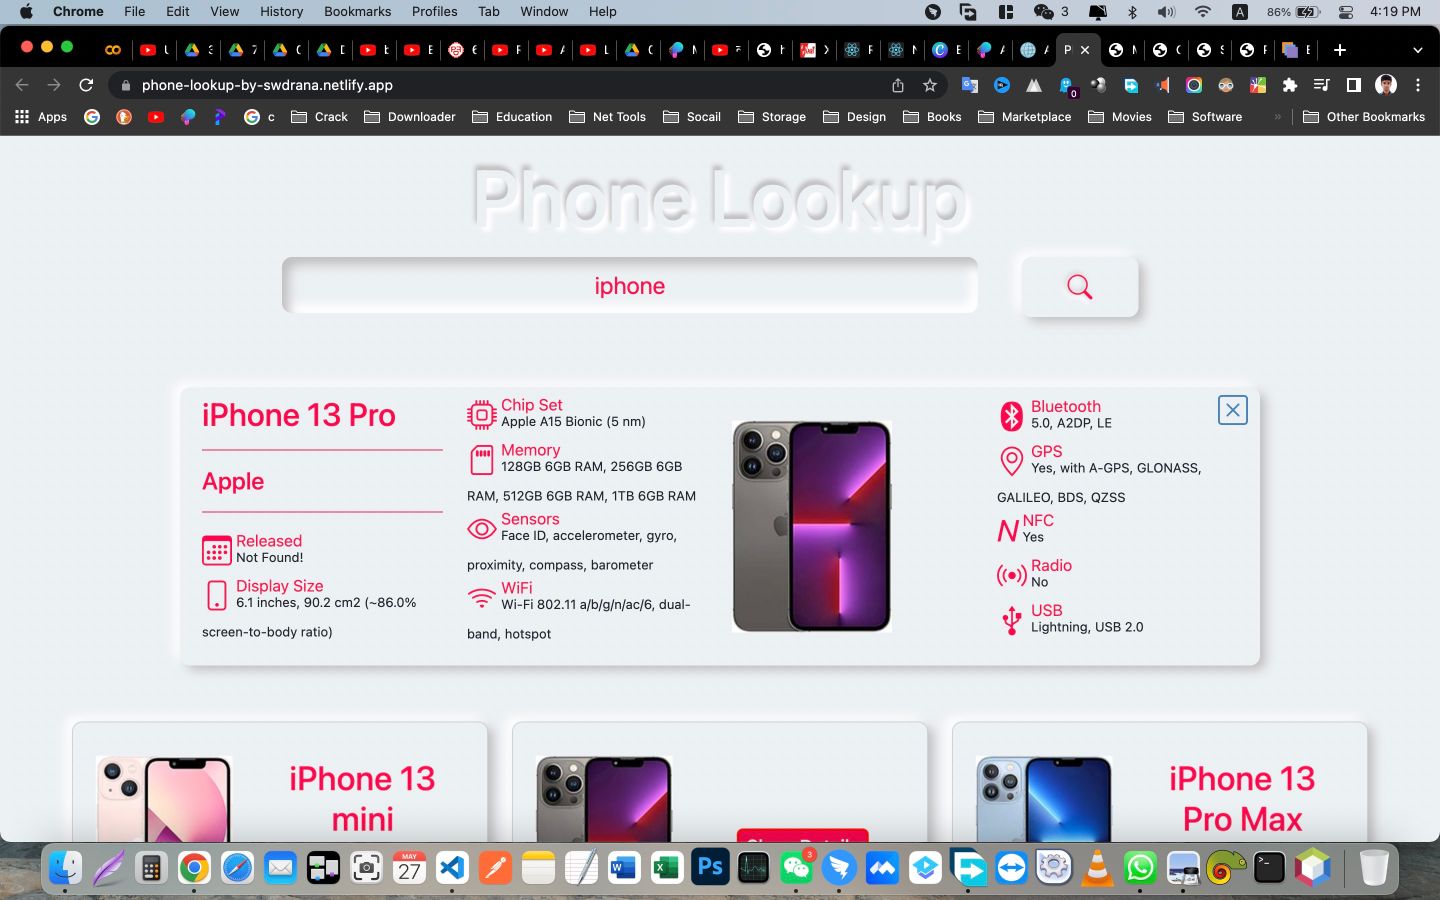 Chrome File Edit View History Bookmarks Profiles Tab Window Help 3 A 86% 4:19 PM
phone-lookup-by-swdrana.netlify.app
0
Apps c Crack Downloader Education Net Tools Socail Storage Design Books Marketplace Movies Software » Other Bookmarks
Phone Lookup
iphone
iPhone 13 Pro
Apple
Released
Not Found!
Display Size
6.1 inches, 90.2 cm2 (~86.0%
screen-to-body ratio)
Chip Set
Apple A15 Bionic (5 nm)
Memory
128GB 6GB RAM, 256GB 6GB
RAM, 512GB 6GB RAM, 1TB 6GB RAM
Sensors
Face ID, accelerometer, gyro,
proximity, compass, barometer
WiFi
Wi-Fi 802.11 a/b/g/n/ac/6, dual-
band, hotspot
Bluetooth
5.0, A2DP, LE
GPS
Yes, with A-GPS, GLONASS,
GALILEO, BDS, QZSS
NFC
Yes
Radio
No
USB
Lightning, USB 2.0
iPhone 13
mini
iPhone 13
Pro Max
MAY
27
Ps
3